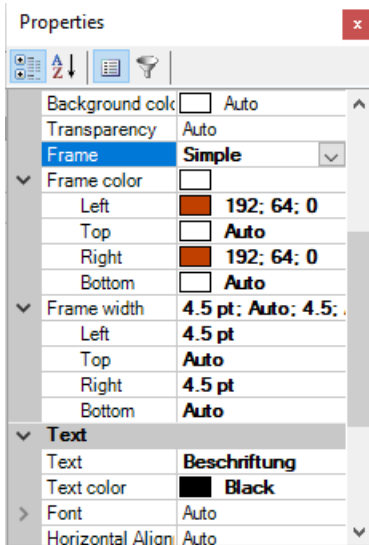 Properties
Background colo Auto
Transparency Auto
Frame Simple
Frame color
Left 192; 64; 0
Top Auto
Right 192; 64; 0
Bottom Auto
Frame width 4.5 pt; Auto; 4.5;
Left 4.5 pt
Top Auto
Right 4.5 pt
Bottom Auto
Text
Text Beschriftung
Text color Black
Font Auto
Horizontal Align Auto